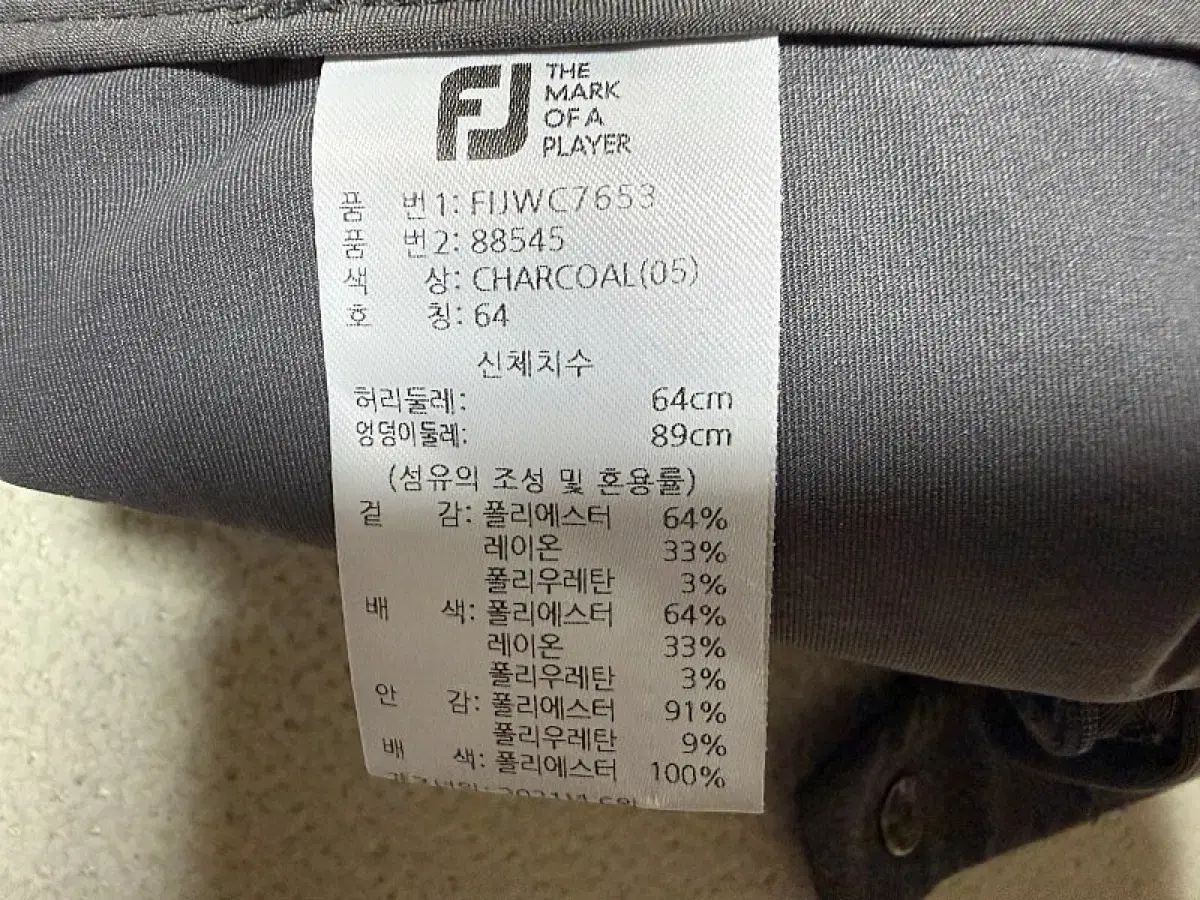 FJ
THE
MARK
OF A
PLAYER
품 번1: FIJWC7653
품 번2: 88545
색 상: CHARCOAL(05)
호 칭: 64
신체치수
허리둘레: 64cm
엉덩이둘레: 89cm
(섬유의 조성 및 혼용률)
겉 감: 폴리에스터 64%
레이온 33%
폴리우레탄 3%
배 색: 폴리에스터 64%
레이온 33%
폴리우레탄 3%
안 감: 폴리에스터 91%
폴리우레탄 9%
배 색: 폴리에스터 100%